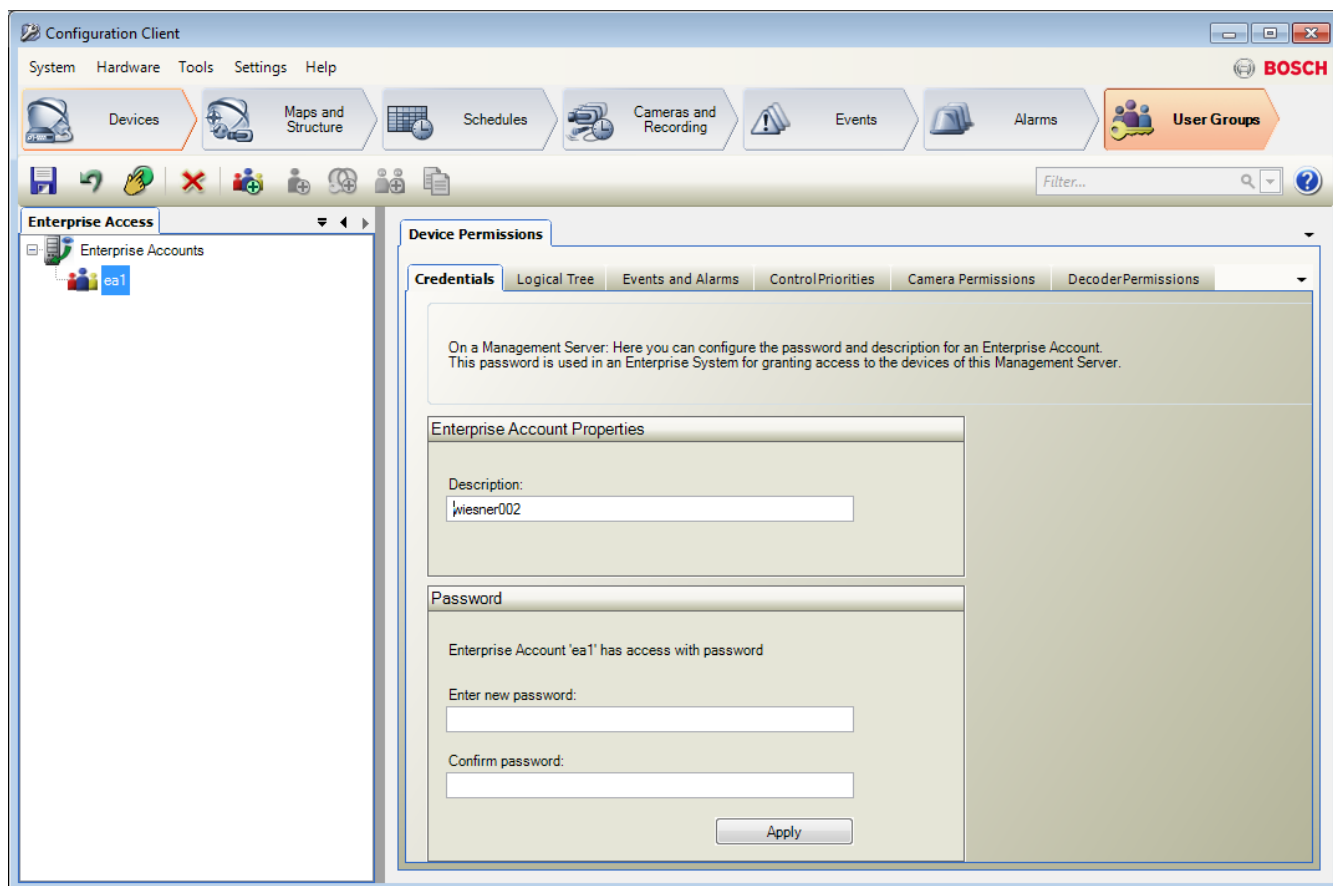 Configuration Client
System Hardware Tools Settings Help
BOSCH
Devices
Maps and
Structure
Schedules
Cameras and
Recording
Events
Alarms
User Groups
Filter...
Enterprise Access
Enterprise Accounts
ea1
Device Permissions
Credentials Logical Tree Events and Alarms ControlPriorities Camera Permissions DecoderPermissions
On a Management Server: Here you can configure the password and description for an Enterprise Account.
This password is used in an Enterprise System for granting access to the devices of this Management Server.
Enterprise Account Properties
Description:
wiesner002
Password
Enterprise Account 'ea1' has access with password
Enter new password:
Confirm password:
Apply